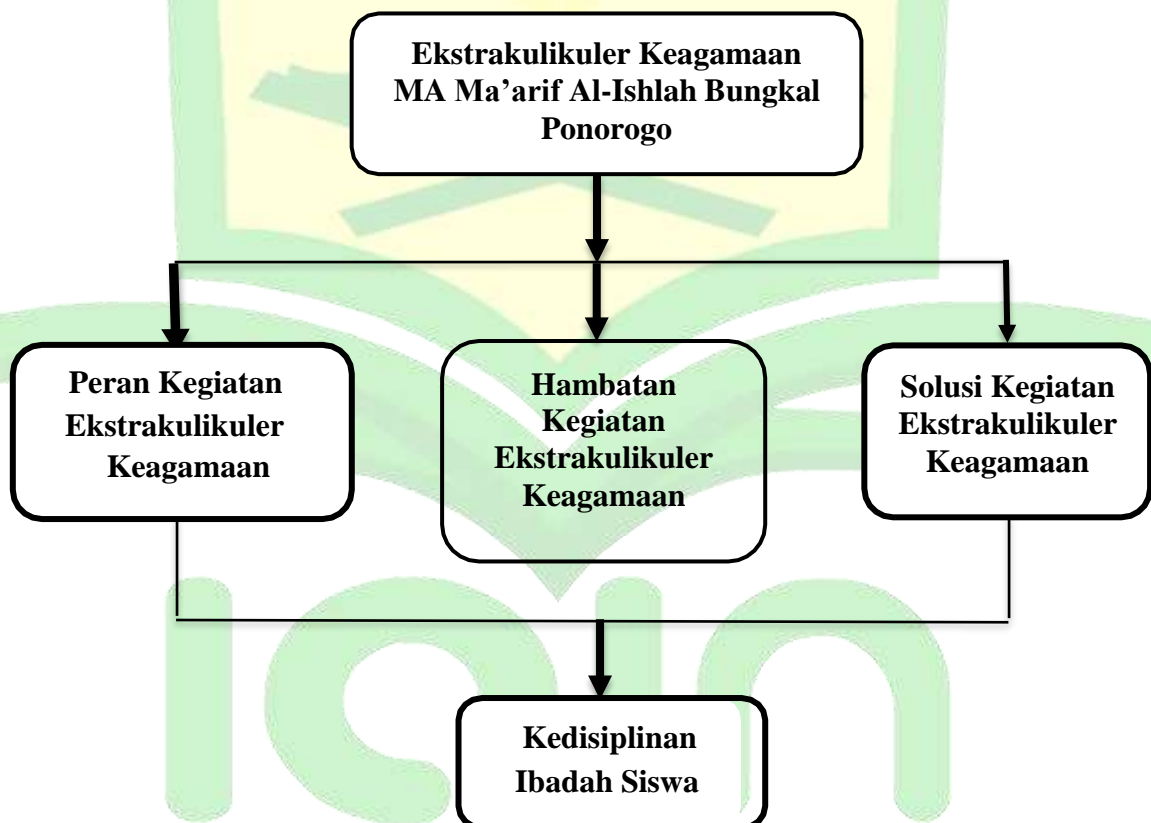 Ekstrakulikuler Keagamaan
MA Ma’arif Al-Ishlah Bungkal
Ponorogo
Peran Kegiatan
Ekstrakulikuler
Keagamaan
Hambatan
Kegiatan
Ekstrakulikuler
Keagamaan
Solusi Kegiatan
Ekstrakulikuler
Keagamaan
Kedisiplinan
Ibadah Siswa
iain